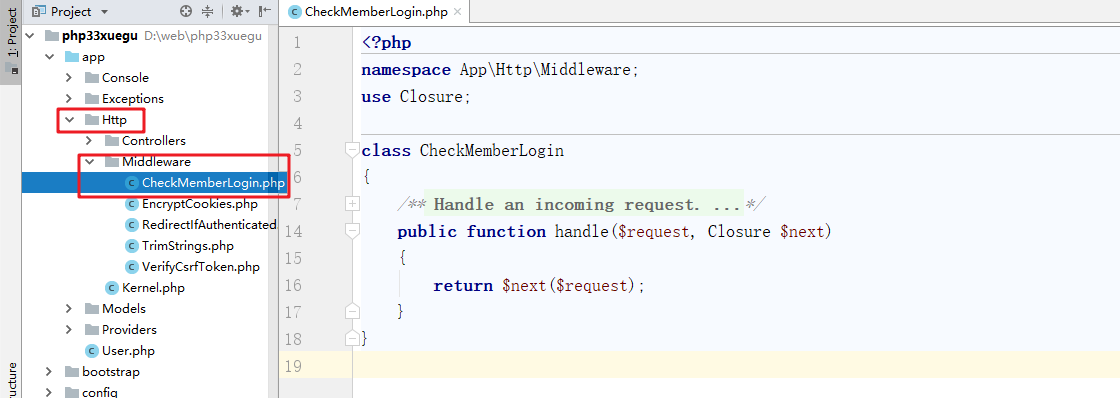 1: Project
ructure
Project
php33xuegu D:\web\php33xuegu
app
Console
Exceptions
Http
Controllers
Middleware
CheckMemberLogin.php
EncryptCookies.php
RedirectIfAuthenticated.
TrimStrings.php
VerifyCsrfToken.php
Kernel.php
Models
Providers
User.php
bootstrap
config
CheckMemberLogin.php
1 <?php
2 namespace App\Http\Middleware;
3 use Closure;
4
5 class CheckMemberLogin
6 {
7 /** Handle an incoming request. ...*/
14 public function handle($request, Closure $next)
15 {
16 return $next($request);
17 }
18 }
19